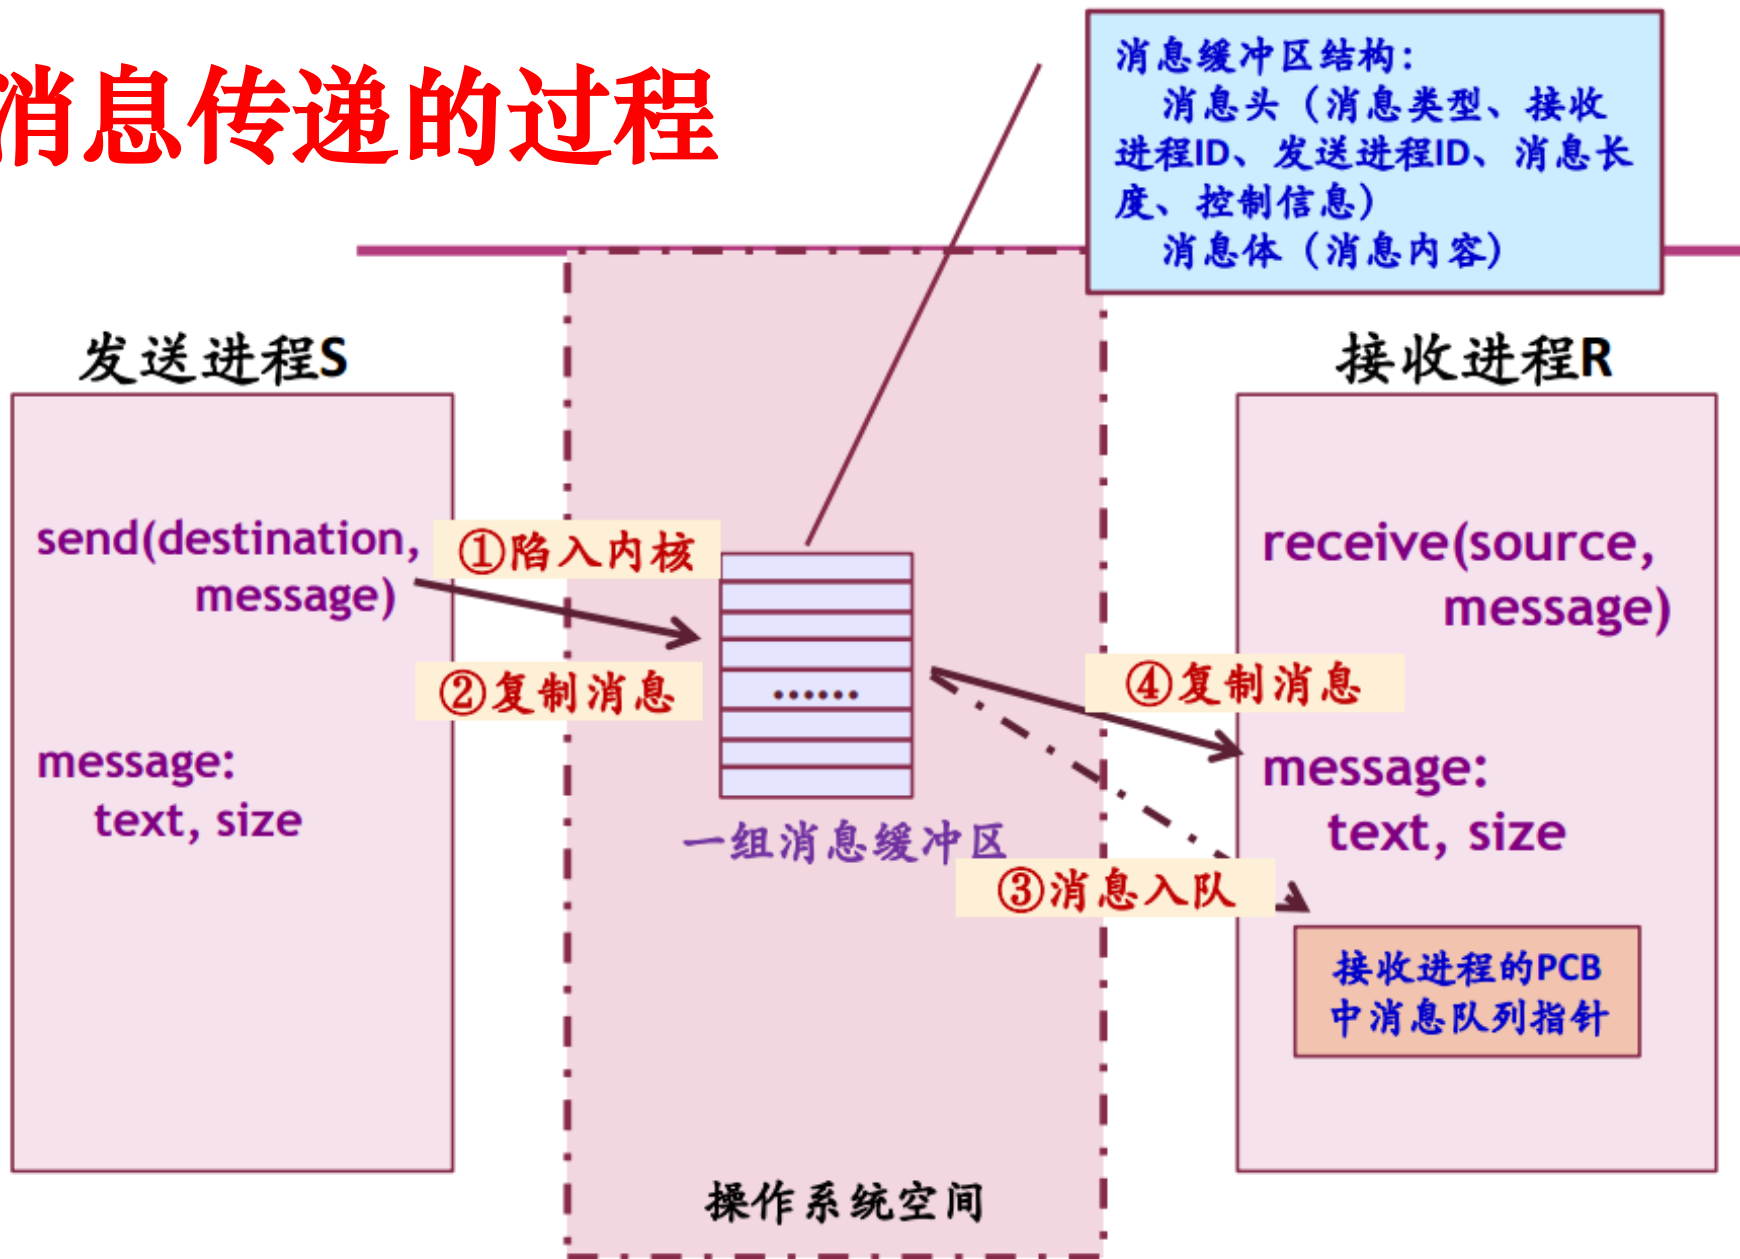 消息传递的过程
消息缓冲区结构：
消息头（消息类型、接收
进程ID、发送进程ID、消息长
度、控制信息）
消息体（消息内容）
发送进程S
send(destination,
message)
message:
text, size
①陷入内核
②复制消息
......
一组消息缓冲区
操作系统空间
接收进程R
receive(source,
message)
④复制消息
message:
text, size
③消息入队
接收进程的PCB
中消息队列指针